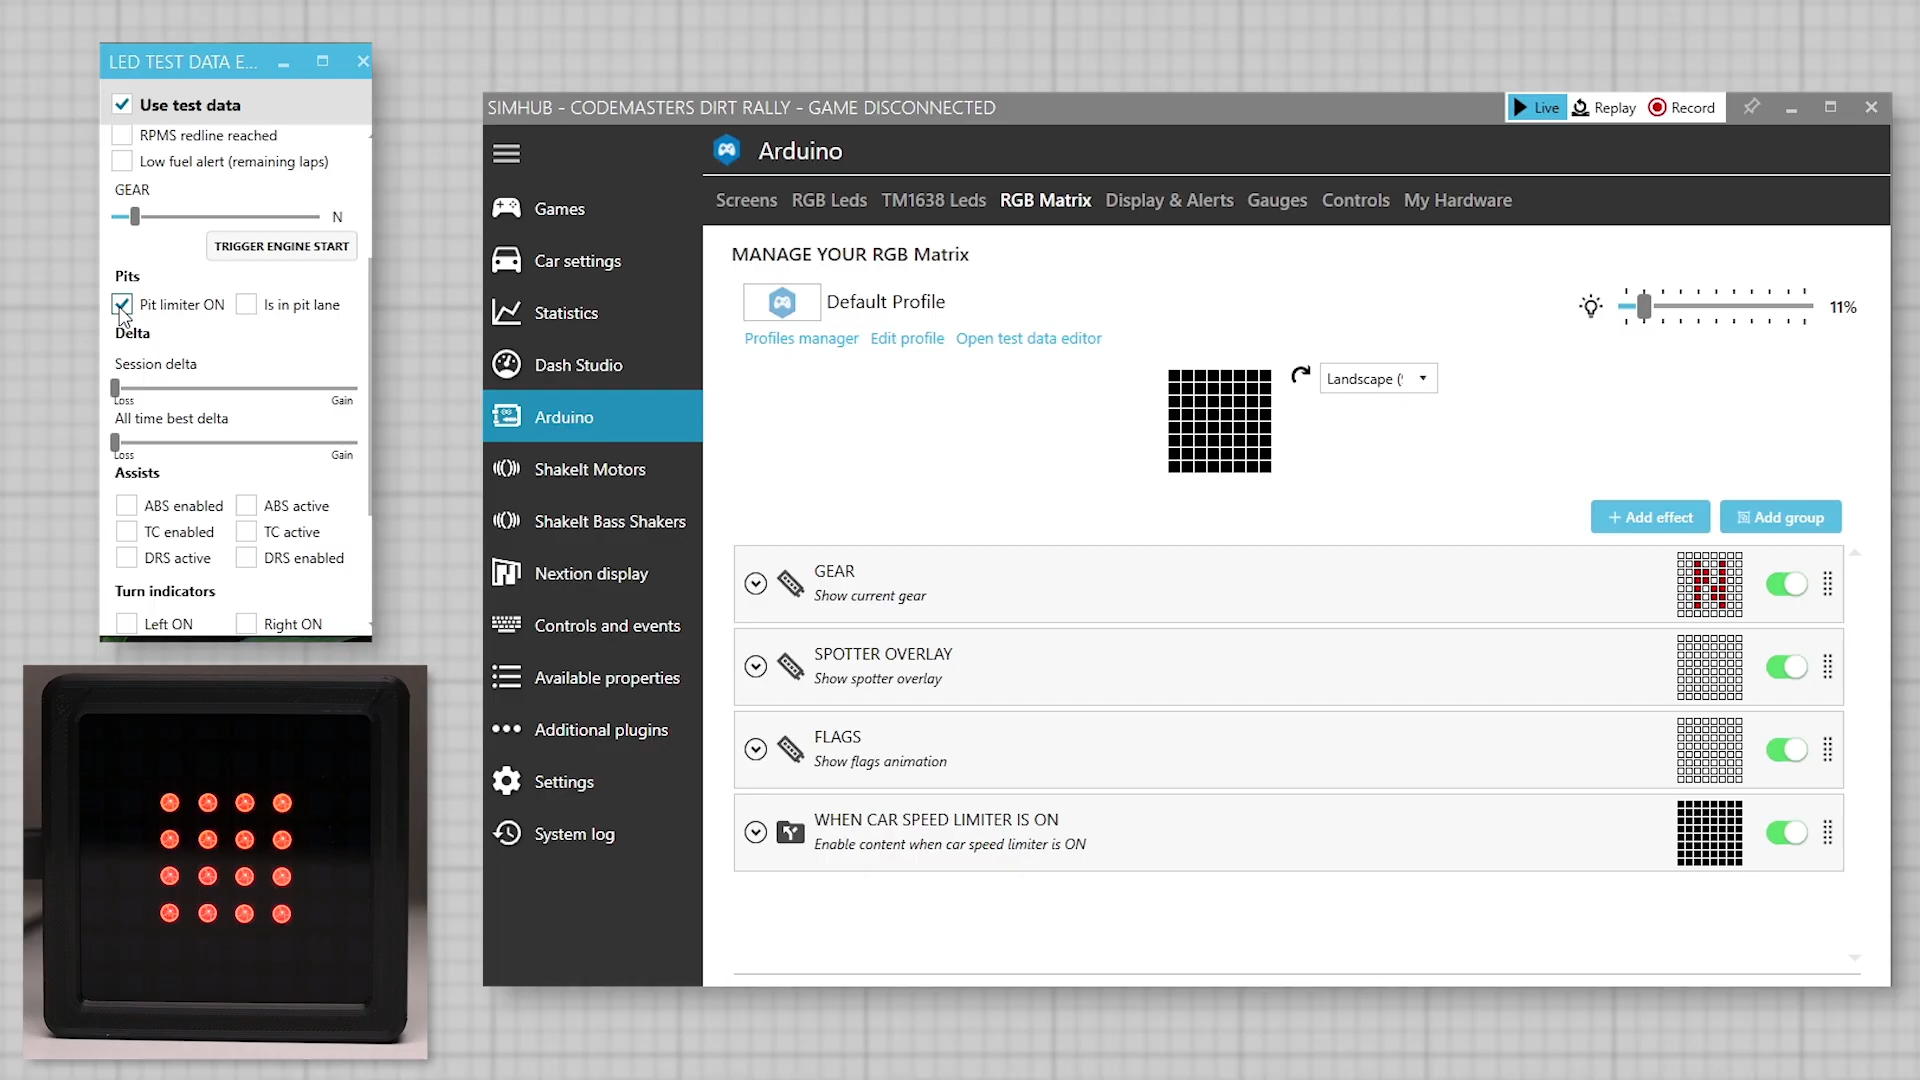 LED TEST DATA E...
Use test data
RPMS redline reached
Low fuel alert (remaining laps)
GEAR
N
TRIGGER ENGINE START
Pits
Pit limiter ON
Is in pit lane
Delta
Session delta
Loss
Gain
All time best delta
Loss
Gain
Assists
ABS enabled
ABS active
TC enabled
TC active
DRS active
DRS enabled
Turn indicators
Left ON
Right ON
SIMHUB - CODEMASTERS DIRT RALLY - GAME DISCONNECTED
Live
Replay
Record
Games
Car settings
Statistics
Dash Studio
Arduino
ShakeIt Motors
ShakeIt Bass Shakers
Nextion display
Controls and events
Available properties
Additional plugins
Settings
System log
Arduino
Screens RGB Leds TM1638 Leds RGB Matrix Display & Alerts Gauges Controls My Hardware
MANAGE YOUR RGB Matrix
Default Profile
11%
Profiles manager Edit profile Open test data editor
Landscape (
Add effect
Add group
GEAR
Show current gear
N
SPOTTER OVERLAY
Show spotter overlay
FLAGS
Show flags animation
WHEN CAR SPEED LIMITER IS ON
Enable content when car speed limiter is ON